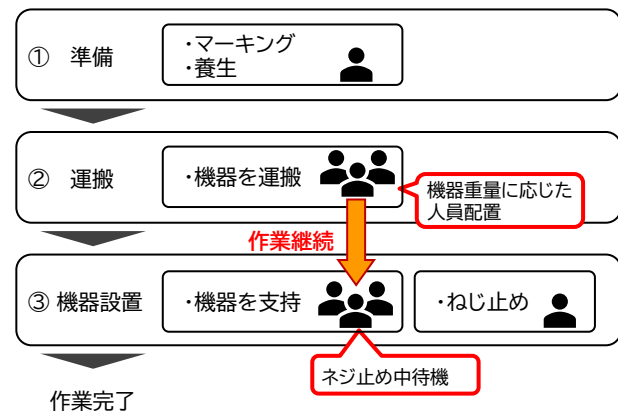 ① 準備
・マーキング
・養生
② 運搬
・機器を運搬
機器重量に応じた
人員配置
作業継続
③ 機器設置
・機器を支持
・ねじ止め
ネジ止め中待機
作業完了